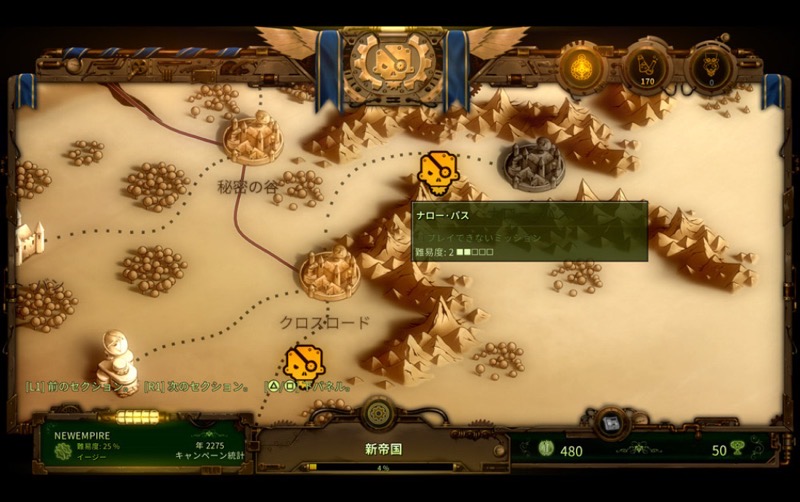 170
0
秘密の谷
ナロー・パス
プレイできないミッション
難易度: 2
クロスロード
[L1] 前のセクション。 [R1] 次のセクション。
下パネル。
NEWEMPIRE
難易度: 25 %
イージー
年 2275
キャンペーン統計
新帝国
4 %
480
50